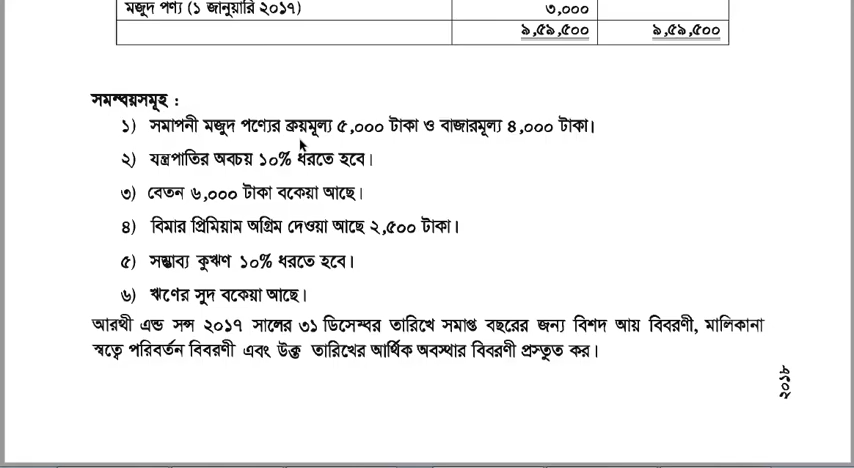 মজুদ পণ্য (১ জানুয়ারি ২০১৭) ৩,০০০
৯,৫৯,৫০০ ৯,৫৯,৫০০
সমন্বয়সমূহ :
১) সমাপনী মজুদ পণ্যের ক্রয়মূল্য ৫,০০০ টাকা ও বাজারমূল্য ৪,০০০ টাকা।
২) যন্ত্রপাতির অবচয় ১০% ধরতে হবে।
৩) বেতন ৬,০০০ টাকা বকেয়া আছে।
৪) বিমার প্রিমিয়াম অগ্রিম দেওয়া আছে ২,৫০০ টাকা।
৫) সম্ভাব্য কুঋণ ১০% ধরতে হবে।
৬) ঋণের সুদ বকেয়া আছে।
আরথী এন্ড সন্স ২০১৭ সালের ৩১ ডিসেম্বর তারিখে সমাপ্ত বছরের জন্য বিশদ আয় বিবরণী, মালিকানা
স্বত্বে পরিবর্তন বিবরণী এবং উক্ত তারিখের আর্থিক অবস্থার বিবরণী প্রস্তুত কর।
২০১৮